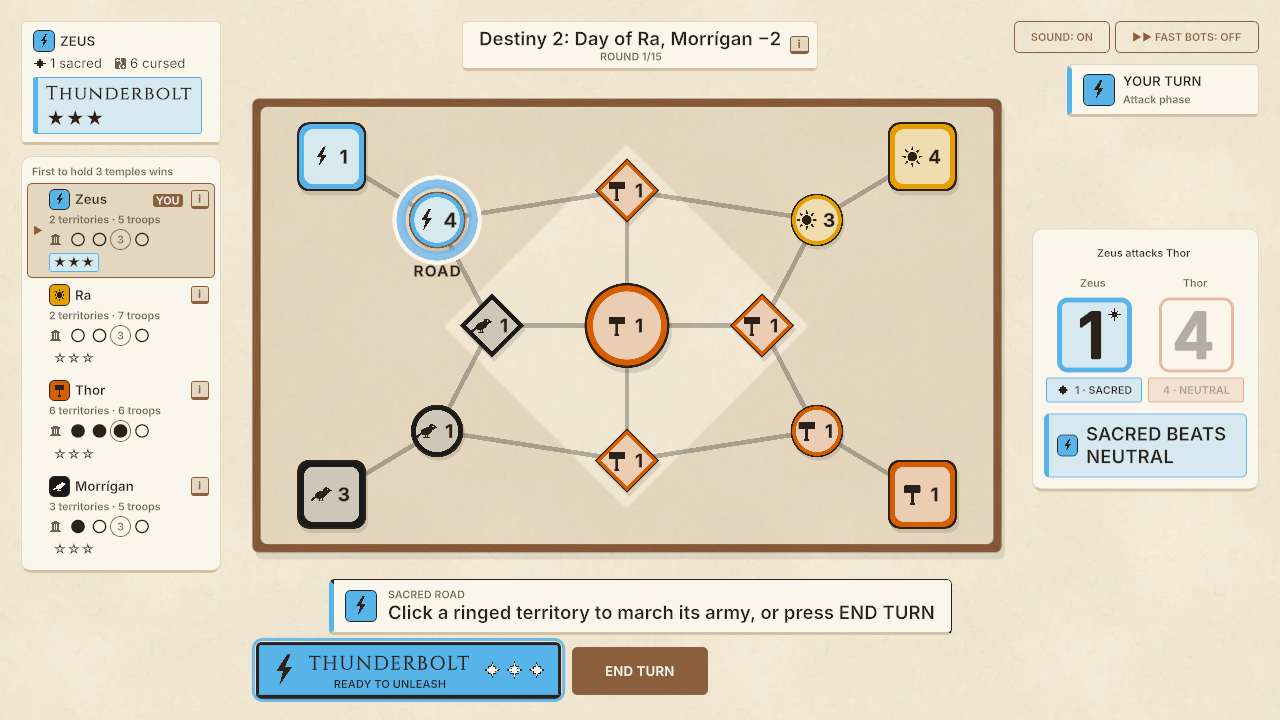 ZEUS
1 sacred 6 cursed
THUNDERBOLT
First to hold 3 temples wins
Zeus YOU i
2 territories · 5 troops
3
Ra i
2 territories · 7 troops
3
Thor i
6 territories · 6 troops
Morrígan i
3 territories · 5 troops
3
Destiny 2: Day of Ra, Morrígan −2 i
ROUND 1/15
SOUND: ON
FAST BOTS: OFF
YOUR TURN
Attack phase
1
4
4
1
3
ROAD
1
1
1
1
1
1
3
1
1
Zeus attacks Thor
Zeus Thor
1 4
1 · SACRED 4 · NEUTRAL
SACRED BEATS
NEUTRAL
SACRED ROAD
Click a ringed territory to march its army, or press END TURN
THUNDERBOLT
READY TO UNLEASH
END TURN